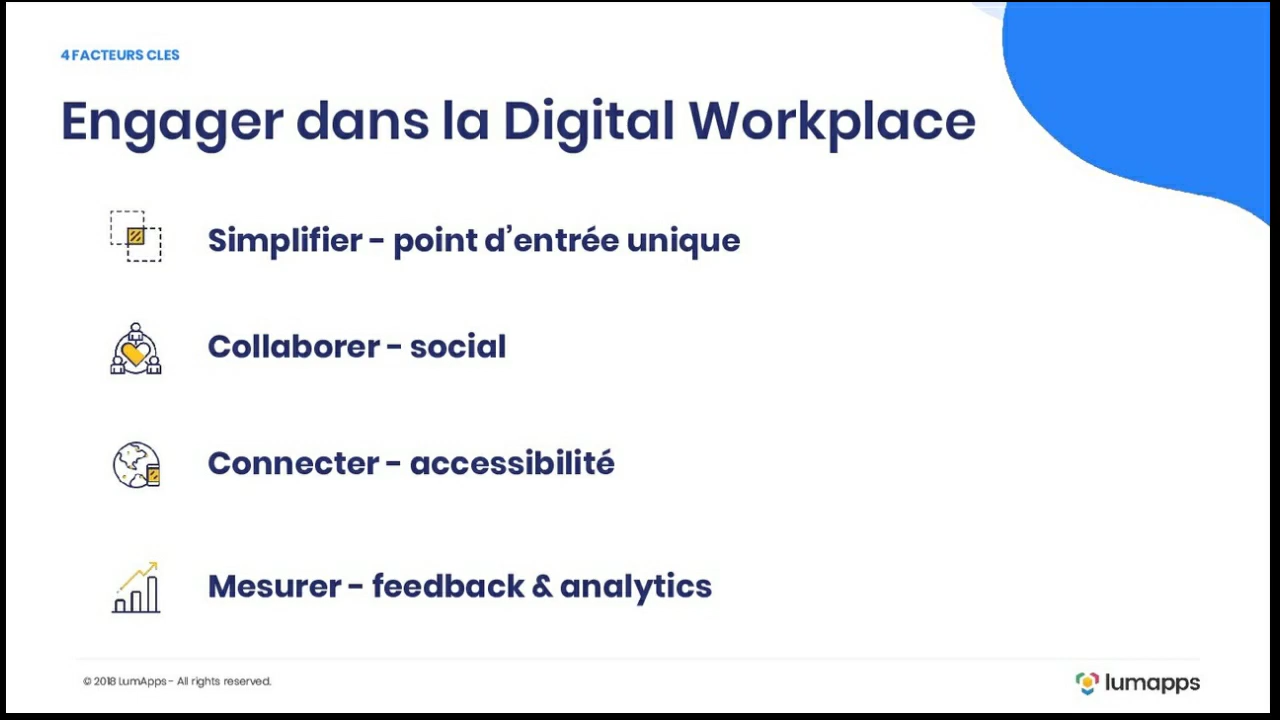 4 FACTEURS CLES
Engager dans la Digital Workplace
Simplifier - point d’entrée unique
Collaborer - social
Connecter - accessibilité
Mesurer - feedback & analytics
© 2018 LumApps - All rights reserved.
lumapps